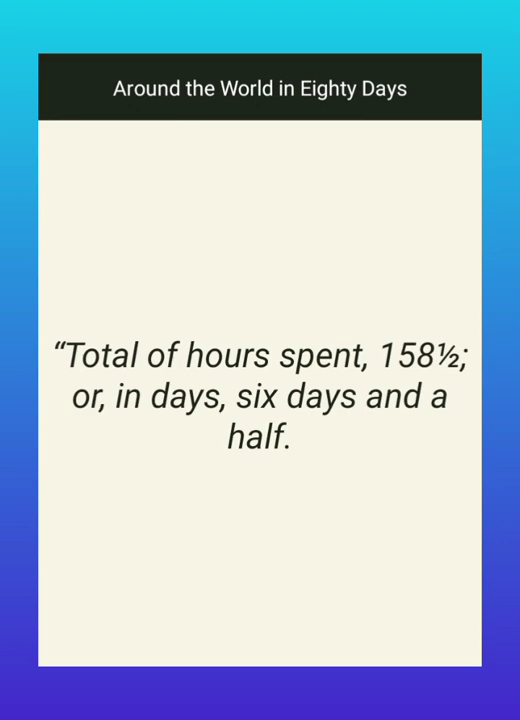 Around the World in Eighty Days
“Total of hours spent, 158½;
or, in days, six days and a
half.